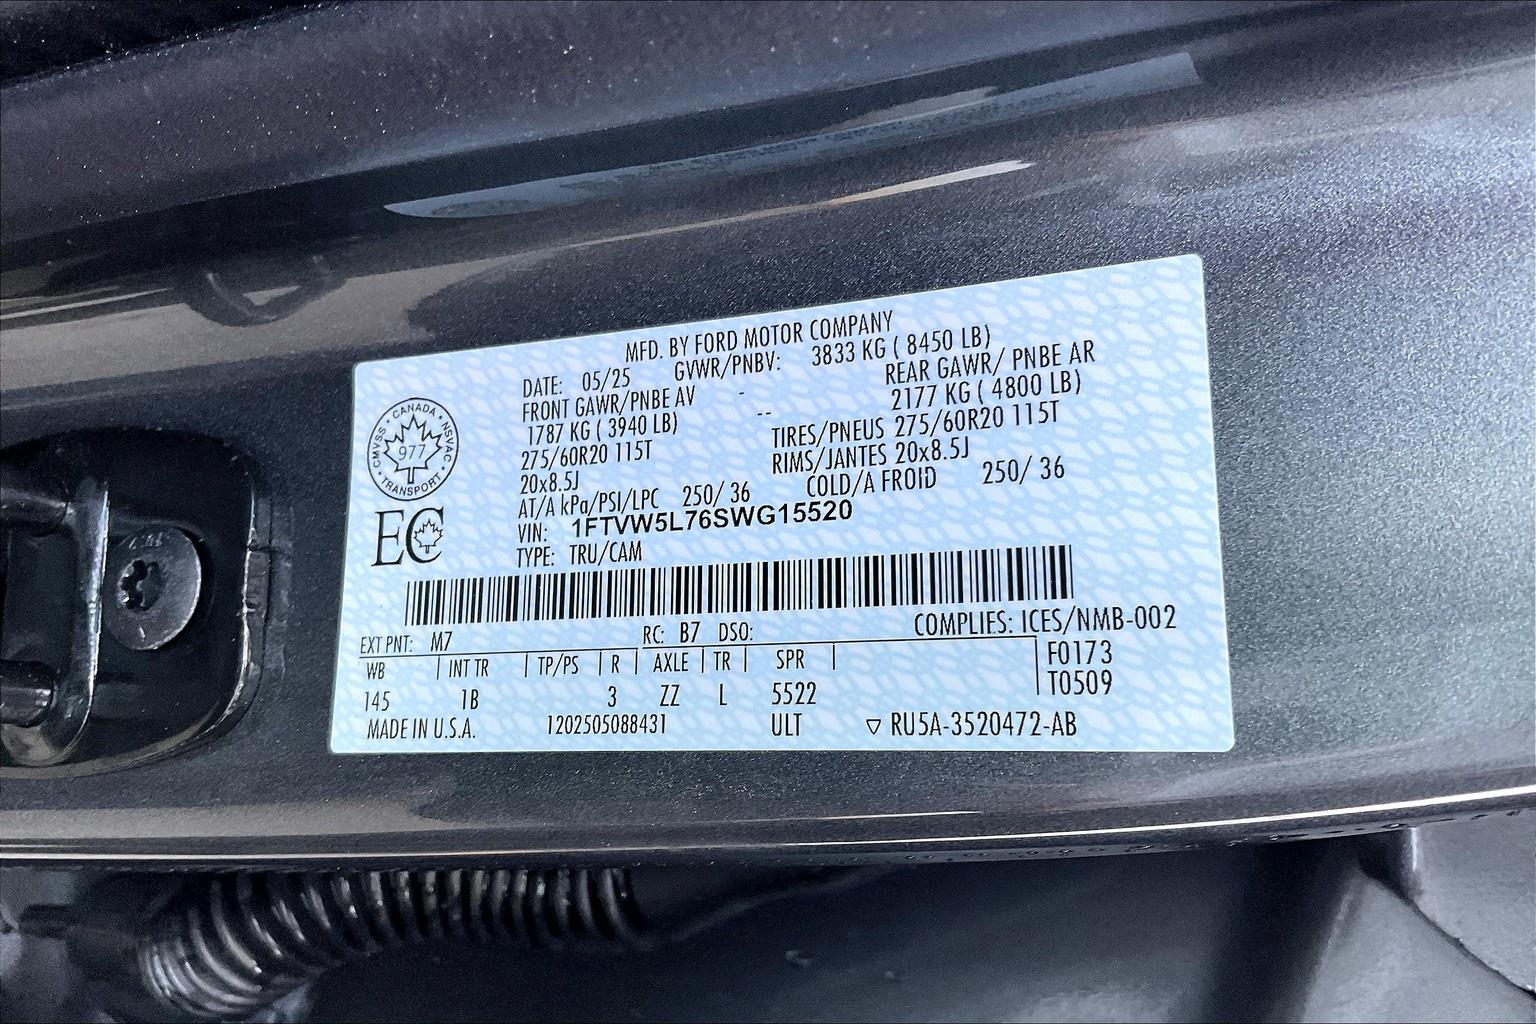 MFD. BY FORD MOTOR COMPANY
DATE: 05/25 GVWR/PNBV: 3833 KG ( 8450 LB)
FRONT GAWR/PNBE AV - REAR GAWR/ PNBE AR
1787 KG ( 3940 LB) -- 2177 KG ( 4800 LB)
275/60R20 115T TIRES/PNEUS 275/60R20 115T
20x8.5J RIMS/JANTES 20x8.5J
AT/A kPa/PSI/LPC 250/ 36 COLD/A FROID 250/ 36
VIN: 1FTVW5L76SWG15520
TYPE: TRU/CAM
CANADA · NSVAC · TRANSPORT · CMVSS
977
EC
EXT PNT: M7 RC: B7 DSO: COMPLIES: ICES/NMB-002
WB | INT TR | TP/PS | R | AXLE | TR | SPR | F0173
145 1B 3 ZZ L 5522 T0509
MADE IN U.S.A. 1202505088431 ULT ▽ RU5A-3520472-AB